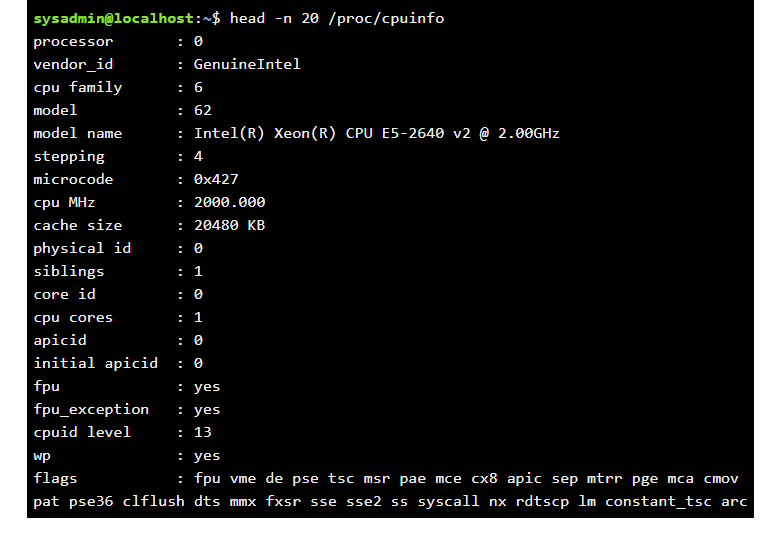 sysadmin@localhost:~$ head -n 20 /proc/cpuinfo
processor       : 0
vendor_id       : GenuineIntel
cpu family      : 6
model           : 62
model name      : Intel(R) Xeon(R) CPU E5-2640 v2 @ 2.00GHz
stepping        : 4
microcode       : 0x427
cpu MHz         : 2000.000
cache size      : 20480 KB
physical id     : 0
siblings        : 1
core id         : 0
cpu cores       : 1
apicid          : 0
initial apicid  : 0
fpu             : yes
fpu_exception   : yes
cpuid level     : 13
wp              : yes
flags           : fpu vme de pse tsc msr pae mce cx8 apic sep mtrr pge mca cmov
pat pse36 clflush dts mmx fxsr sse sse2 ss syscall nx rdtscp lm constant_tsc arc